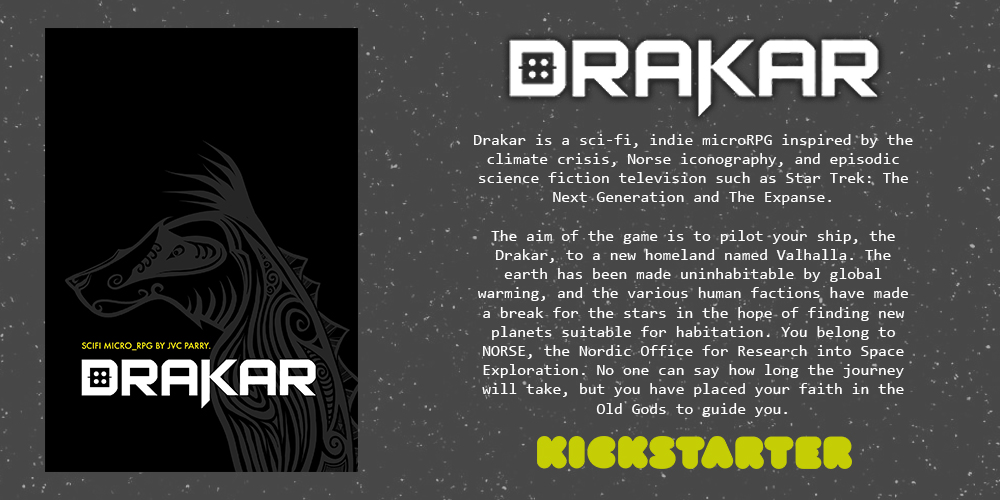 SCIFI MICRO_RPG BY JVC PARRY.
DRAKAR
DRAKAR
Drakar is a sci-fi, indie microRPG inspired by the
climate crisis, Norse iconography, and episodic
science fiction television such as Star Trek: The
Next Generation and The Expanse.
The aim of the game is to pilot your ship, the
Drakar, to a new homeland named Valhalla. The
earth has been made uninhabitable by global
warming, and the various human factions have made
a break for the stars in the hope of finding new
planets suitable for habitation. You belong to
NORSE, the Nordic Office for Research into Space
Exploration. No one can say how long the journey
will take, but you have placed your faith in the
Old Gods to guide you.
KICKSTARTER